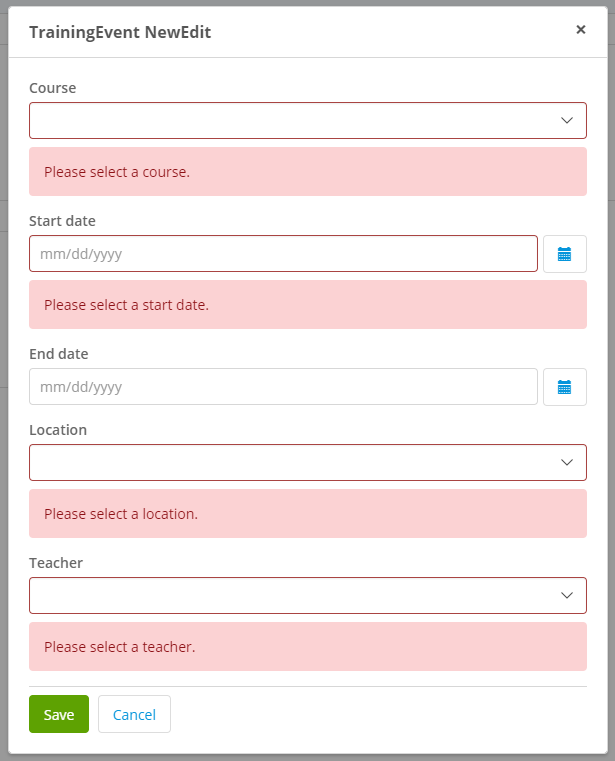 TrainingEvent NewEdit ×
Course
Please select a course.
Start date
mm/dd/yyyy
Please select a start date.
End date
mm/dd/yyyy
Location
Please select a location.
Teacher
Please select a teacher.
Save Cancel